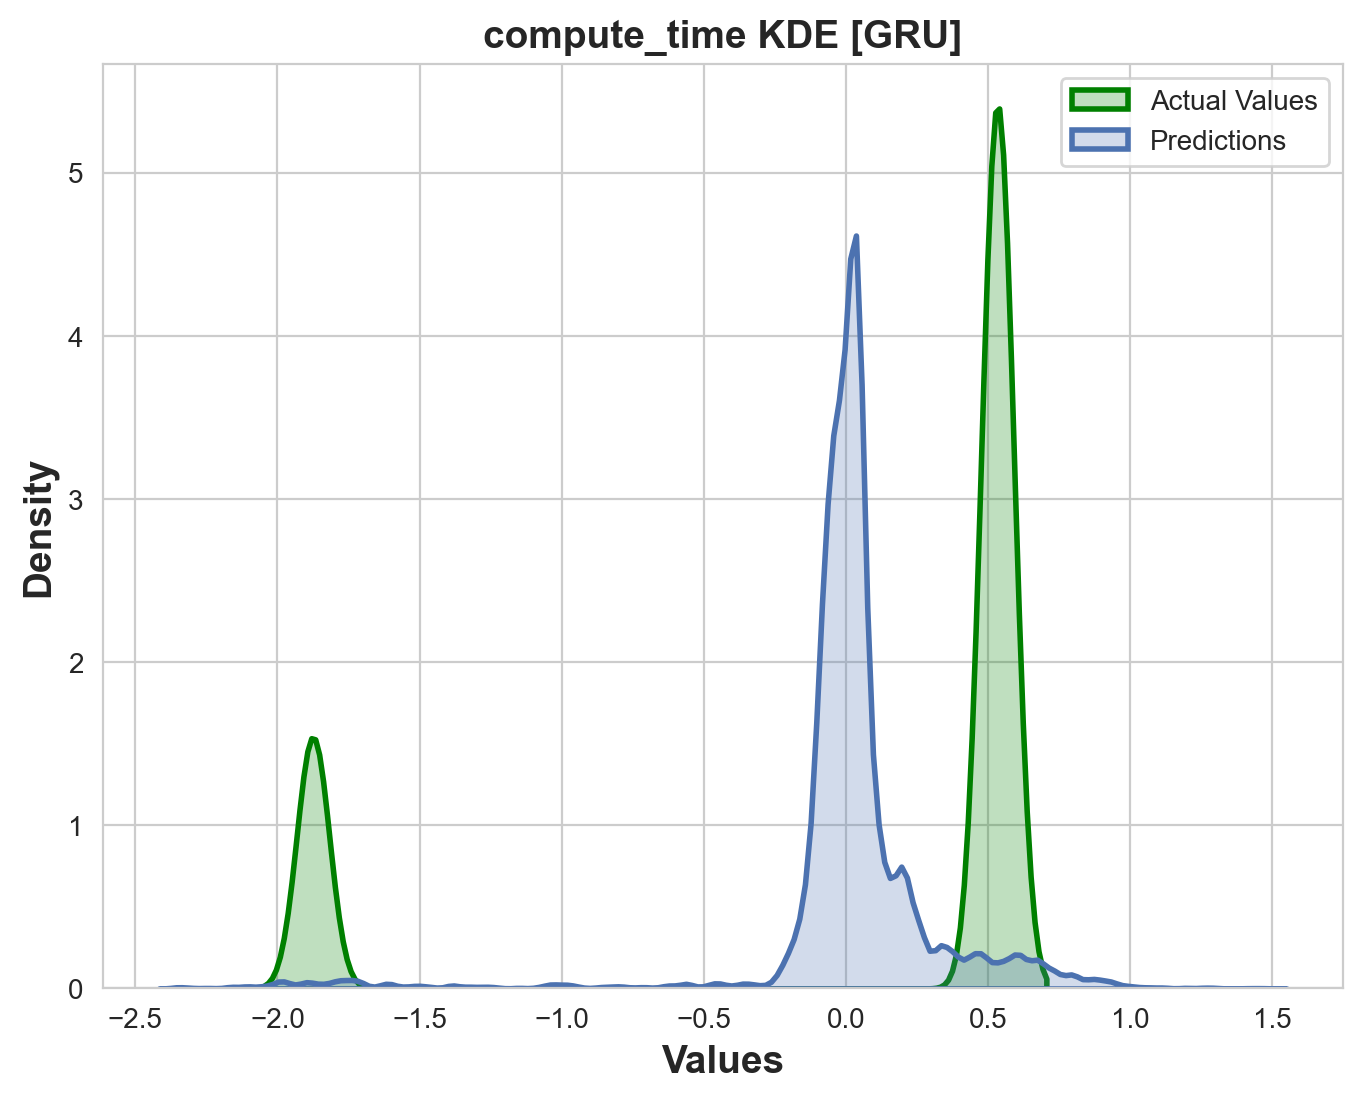 compute_time KDE [GRU]
Actual Values
Predictions
Density
5
4
3
2
1
0
−2.5 −2.0 −1.5 −1.0 −0.5 0.0 0.5 1.0 1.5
Values